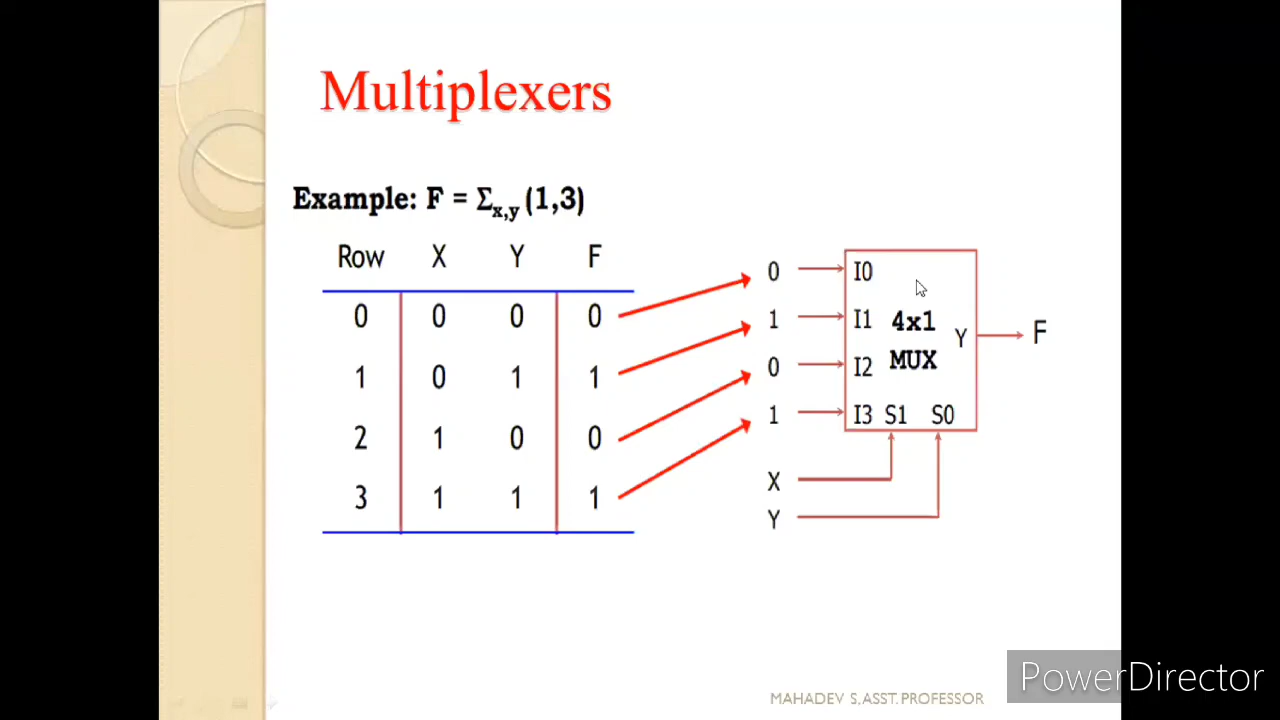 Multiplexers
Example: F = Σx,y (1,3)
Row X Y F
0 0 0 0
1 0 1 1
2 1 0 0
3 1 1 1
0 I0
1 I1 4x1
0 I2 MUX
1 I3 S1 S0
Y F
X
Y
MAHADEV S, ASST. PROFESSOR
PowerDirector